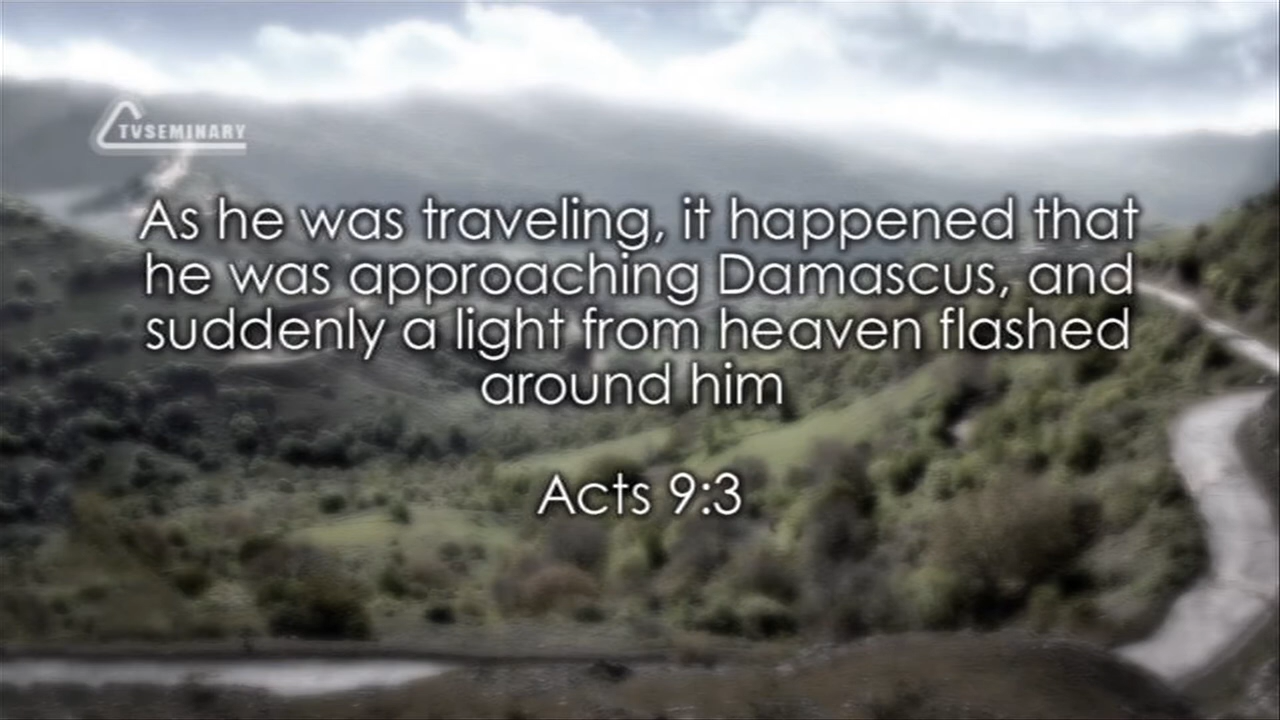 TVSEMINARY
As he was traveling, it happened that
he was approaching Damascus, and
suddenly a light from heaven flashed
around him
Acts 9:3